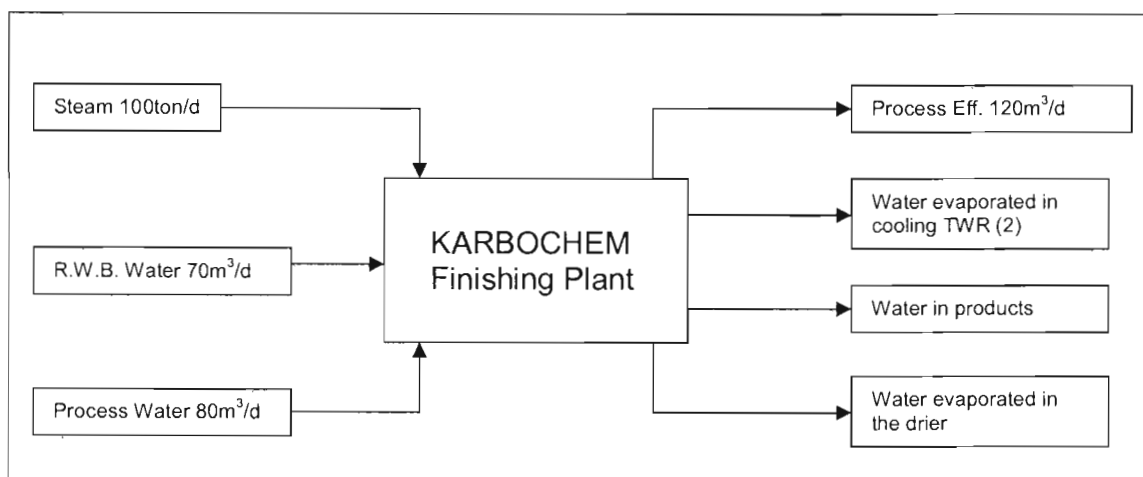 Steam 100ton/d
R.W.B. Water 70m³/d
Process Water 80m³/d
KARBOCHEM
Finishing Plant
Process Eff. 120m³/d
Water evaporated in
cooling TWR (2)
Water in products
Water evaporated in
the drier